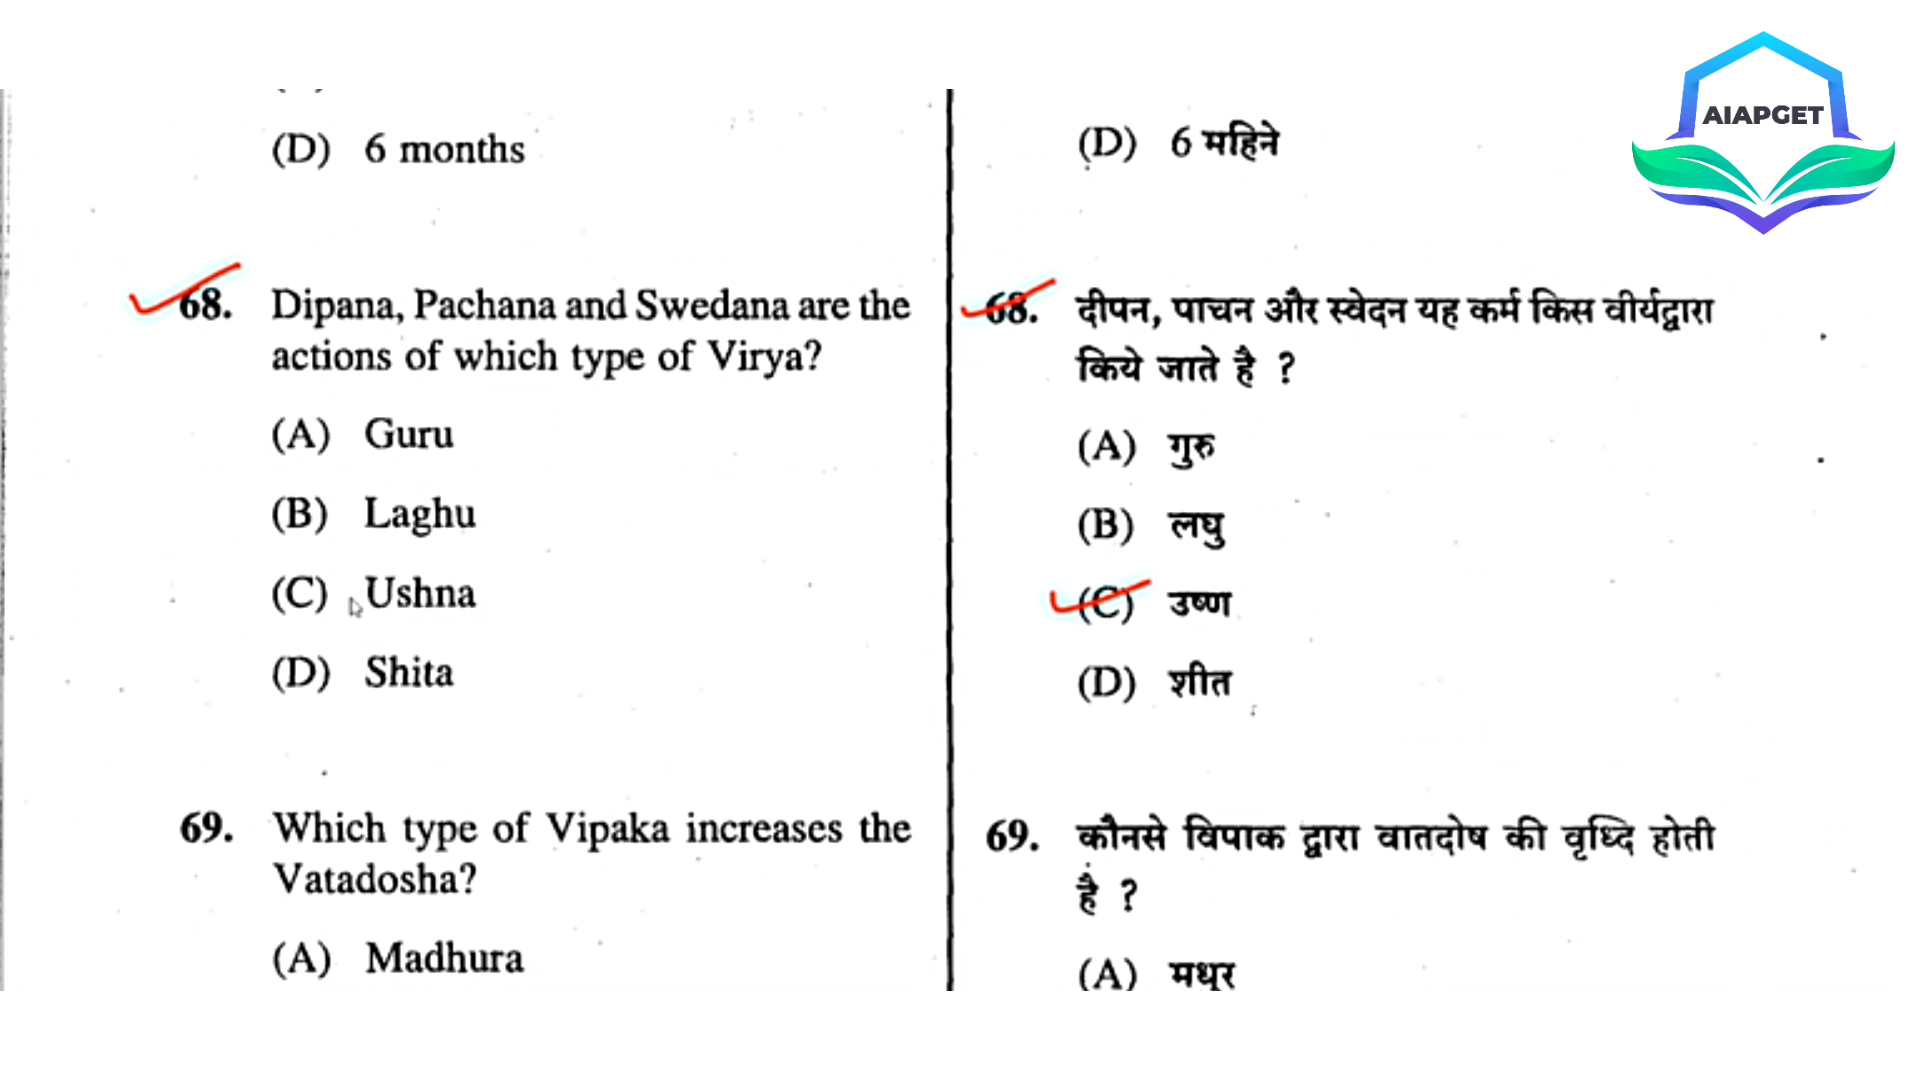 (D) 6 months
68. Dipana, Pachana and Swedana are the
actions of which type of Virya?
(A) Guru
(B) Laghu
(C) Ushna
(D) Shita
69. Which type of Vipaka increases the
Vatadosha?
(A) Madhura
(D) 6 महिने
68. दीपन, पाचन और स्वेदन यह कर्म किस वीर्यद्वारा
किये जाते है ?
(A) गुरु
(B) लघु
(C) उष्ण
(D) शीत
69. कौनसे विपाक द्वारा वातदोष की वृध्दि होती
है ?
(A) मधुर
AIAPGET